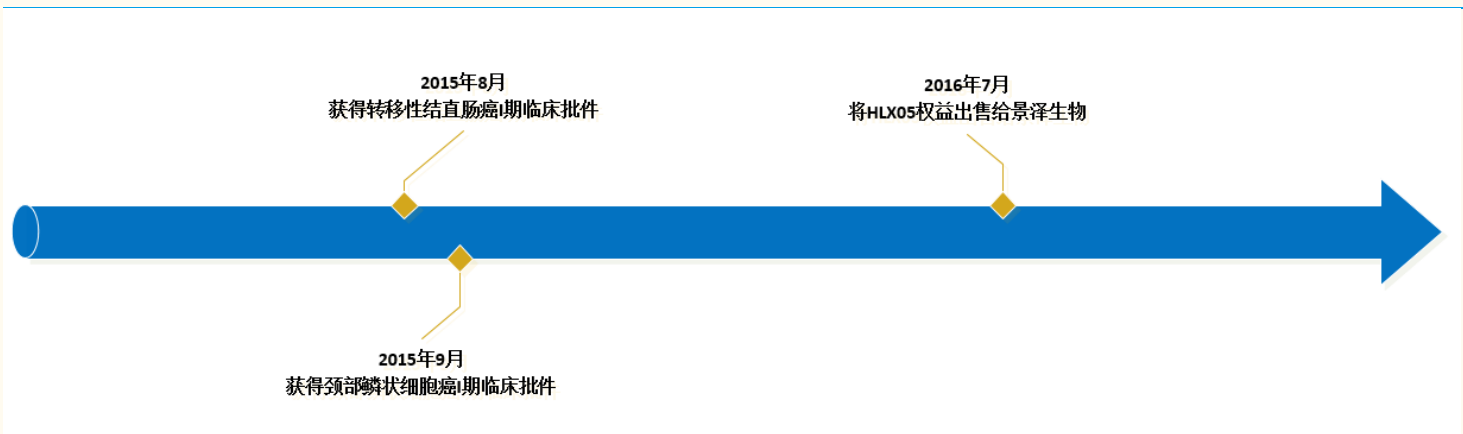 2015年8月
获得转移性结直肠癌I期临床批件
2016年7月
将HLX05权益出售给景泽生物
2015年9月
获得颈部鳞状细胞癌I期临床批件